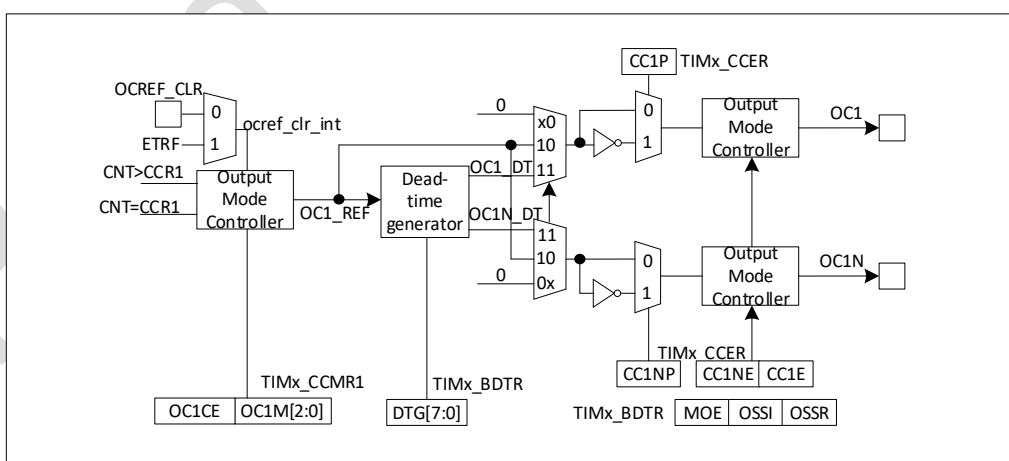 CC1P TIMx_CCER
OCREF_CLR
0
ocref_clr_int
ETRF
1
CNT>CCR1
CNT=CCR1
Output
Mode
Controller
OC1_REF
Dead-
time
generator
OC1_DT
OC1N_DT
0
x0
10
11
11
10
0
0x
0
1
Output
Mode
Controller
OC1
0
1
Output
Mode
Controller
OC1N
TIMx_CCER
CC1NP CC1NE CC1E
TIMx_CCMR1
OC1CE OC1M[2:0]
TIMx_BDTR
DTG[7:0]
TIMx_BDTR MOE OSSI OSSR